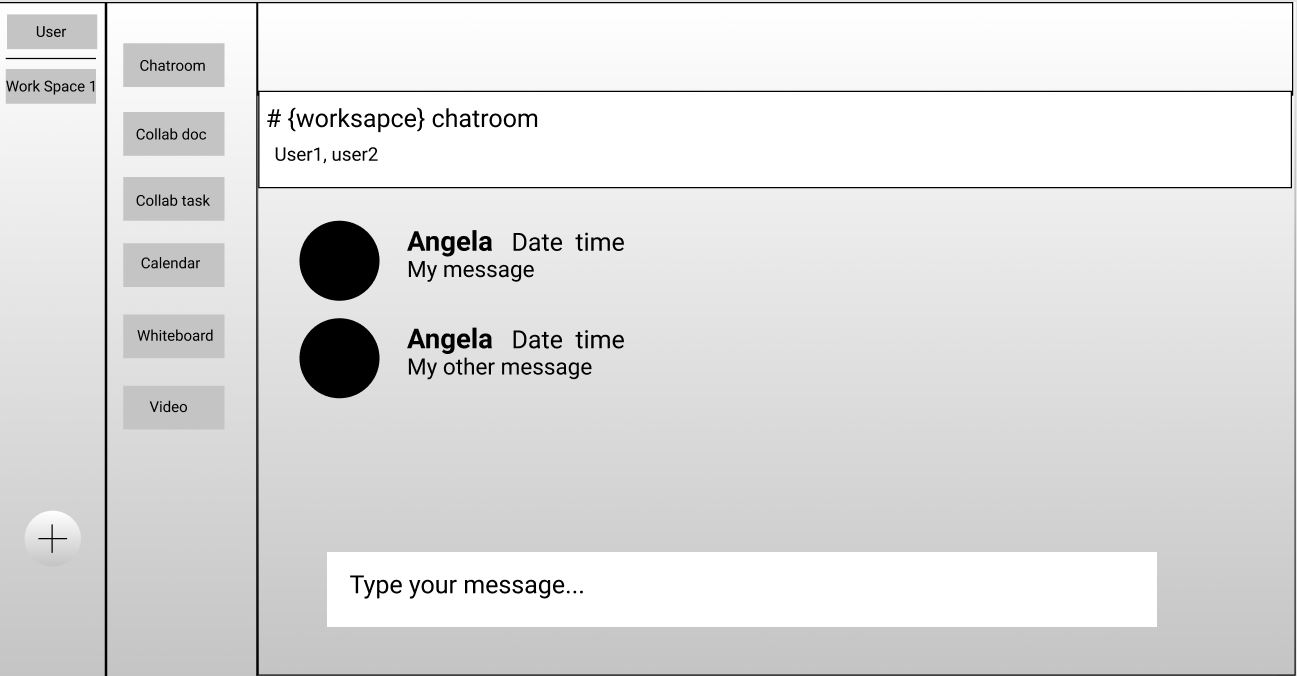 User
Work Space 1
Chatroom
Collab doc
Collab task
Calendar
Whiteboard
Video
# {worksapce} chatroom
User1, user2
Angela Date time
My message
Angela Date time
My other message
Type your message...